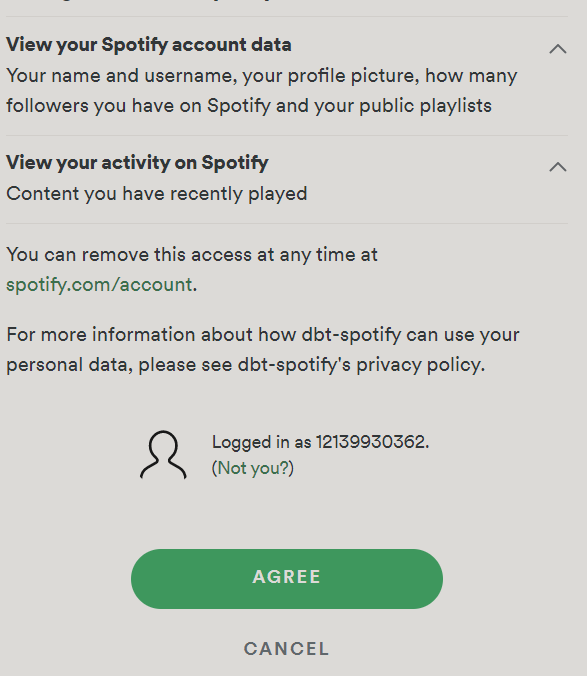 View your Spotify account data
Your name and username, your profile picture, how many
followers you have on Spotify and your public playlists
View your activity on Spotify
Content you have recently played
You can remove this access at any time at
spotify.com/account.
For more information about how dbt-spotify can use your
personal data, please see dbt-spotify's privacy policy.
Logged in as 12139930362.
(Not you?)
AGREE
CANCEL